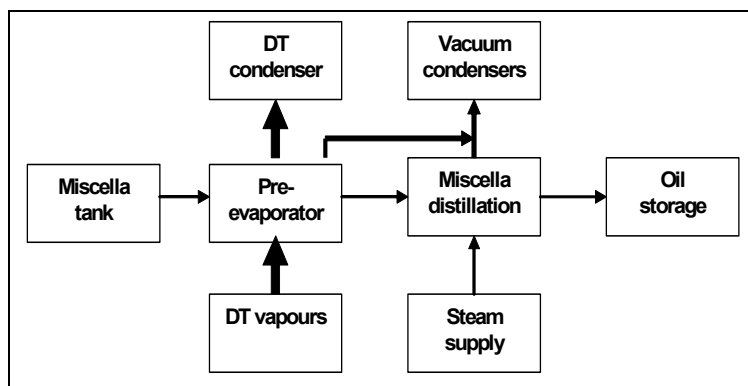 DT
condenser
Vacuum
condensers
Miscella
tank
Pre-
evaporator
Miscella
distillation
Oil
storage
DT vapours
Steam
supply